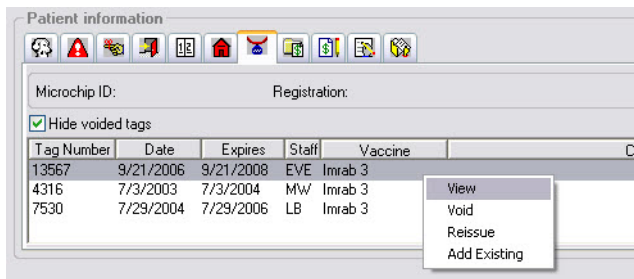 Patient information
Microchip ID: Registration:
Hide voided tags
Tag Number Date Expires Staff Vaccine C
13567 9/21/2006 9/21/2008 EVE Imrab 3
4316 7/3/2003 7/3/2004 MW Imrab 3
7530 7/29/2004 7/29/2006 LB Imrab 3
View
Void
Reissue
Add Existing